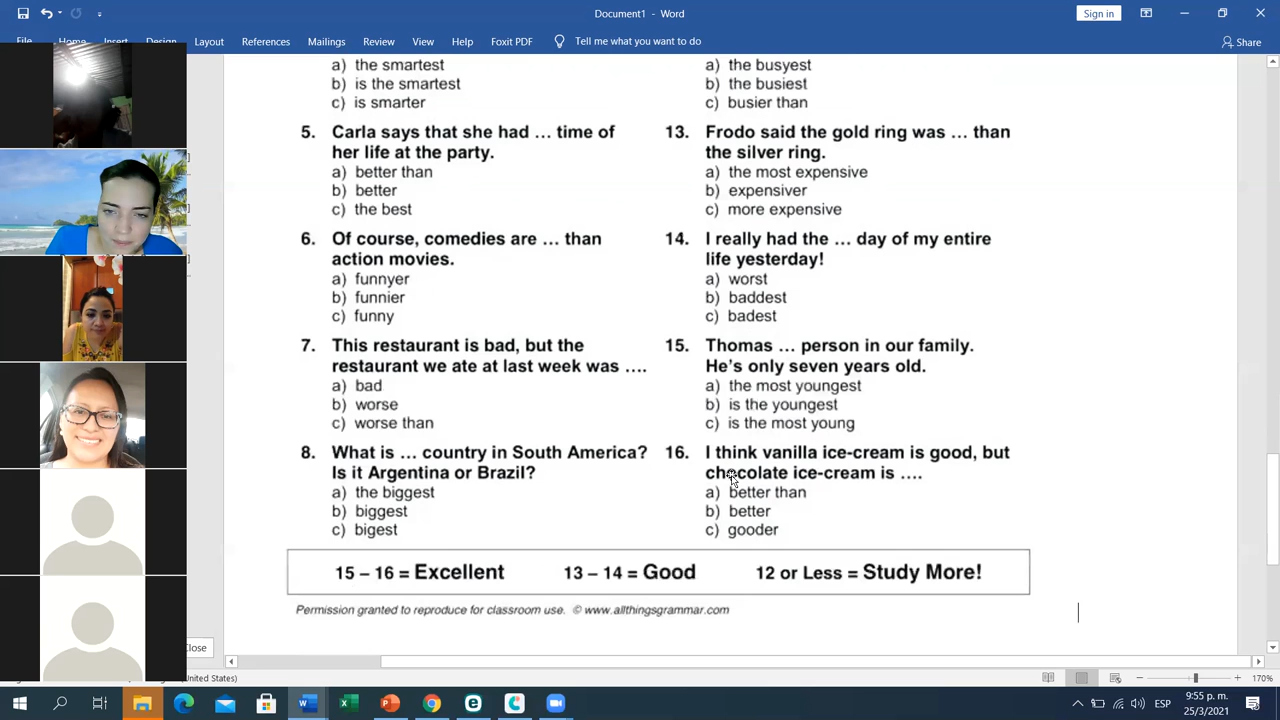 Document1 - Word
Sign in
File
Home
Insert
Design
Layout
References
Mailings
Review
View
Help
Foxit PDF
Tell me what you want to do
Share
a) the smartest
b) is the smartest
c) is smarter
5. Carla says that she had … time of
her life at the party.
a) better than
b) better
c) the best
6. Of course, comedies are … than
action movies.
a) funnyer
b) funnier
c) funny
7. This restaurant is bad, but the
restaurant we ate at last week was ….
a) bad
b) worse
c) worse than
8. What is … country in South America?
Is it Argentina or Brazil?
a) the biggest
b) biggest
c) bigest
a) the busyest
b) the busiest
c) busier than
13. Frodo said the gold ring was … than
the silver ring.
a) the most expensive
b) expensiver
c) more expensive
14. I really had the … day of my entire
life yesterday!
a) worst
b) baddest
c) badest
15. Thomas … person in our family.
He's only seven years old.
a) the most youngest
b) is the youngest
c) is the most young
16. I think vanilla ice-cream is good, but
chocolate ice-cream is ….
a) better than
b) better
c) gooder
15 – 16 = Excellent 13 – 14 = Good 12 or Less = Study More!
Permission granted to reproduce for classroom use. © www.allthingsgrammar.com
Close
(United States)
170%
ESP
9:55 p. m.
25/3/2021